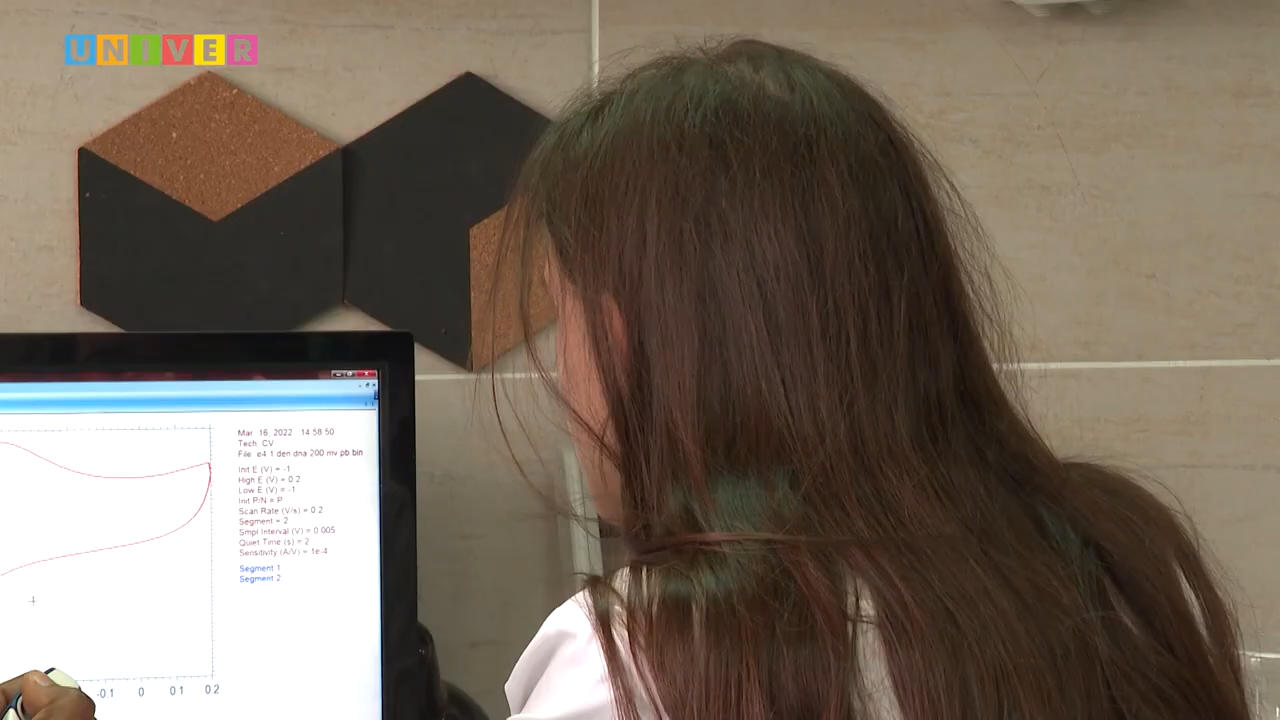 UNIVER
Mar. 16, 2022 14:58:50
Tech: CV
File: e4 1 den dna 200 mv pb.bin
Init E (V) = -1
High E (V) = 0.2
Low E (V) = -1
Init P/N = P
Scan Rate (V/s) = 0.2
Segment = 2
Smpl Interval (V) = 0.005
Quiet Time (s) = 2
Sensitivity (A/V) = 1e-4
Segment 1
Segment 2
-0.1 0 0.1 0.2